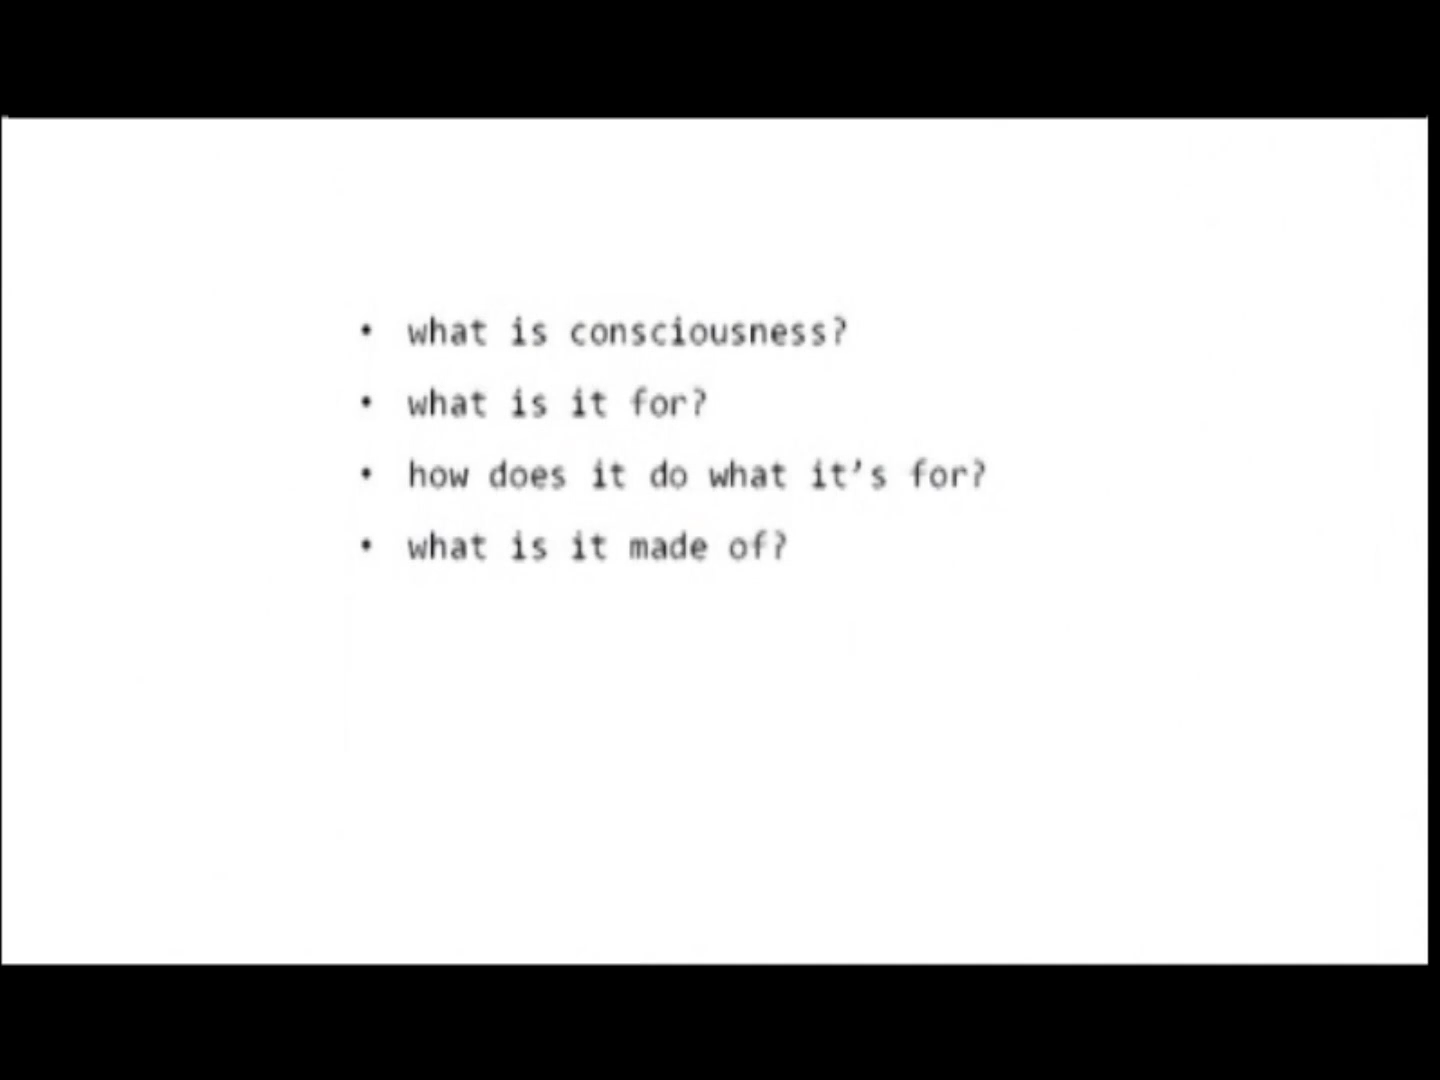 • what is consciousness?
• what is it for?
• how does it do what it’s for?
• what is it made of?